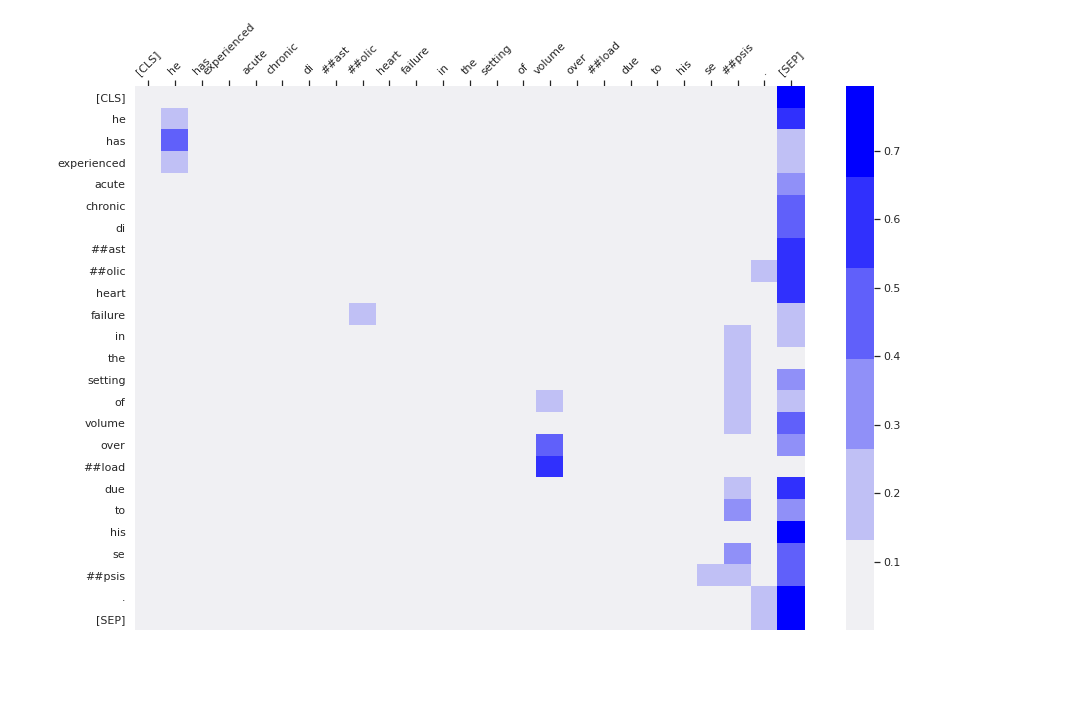 [CLS] he has experienced acute chronic di ##ast ##olic heart failure in the setting of volume over ##load due to his se ##psis . [SEP]
[CLS]
he
has
experienced
acute
chronic
di
##ast
##olic
heart
failure
in
the
setting
of
volume
over
##load
due
to
his
se
##psis
.
[SEP]
0.7
0.6
0.5
0.4
0.3
0.2
0.1